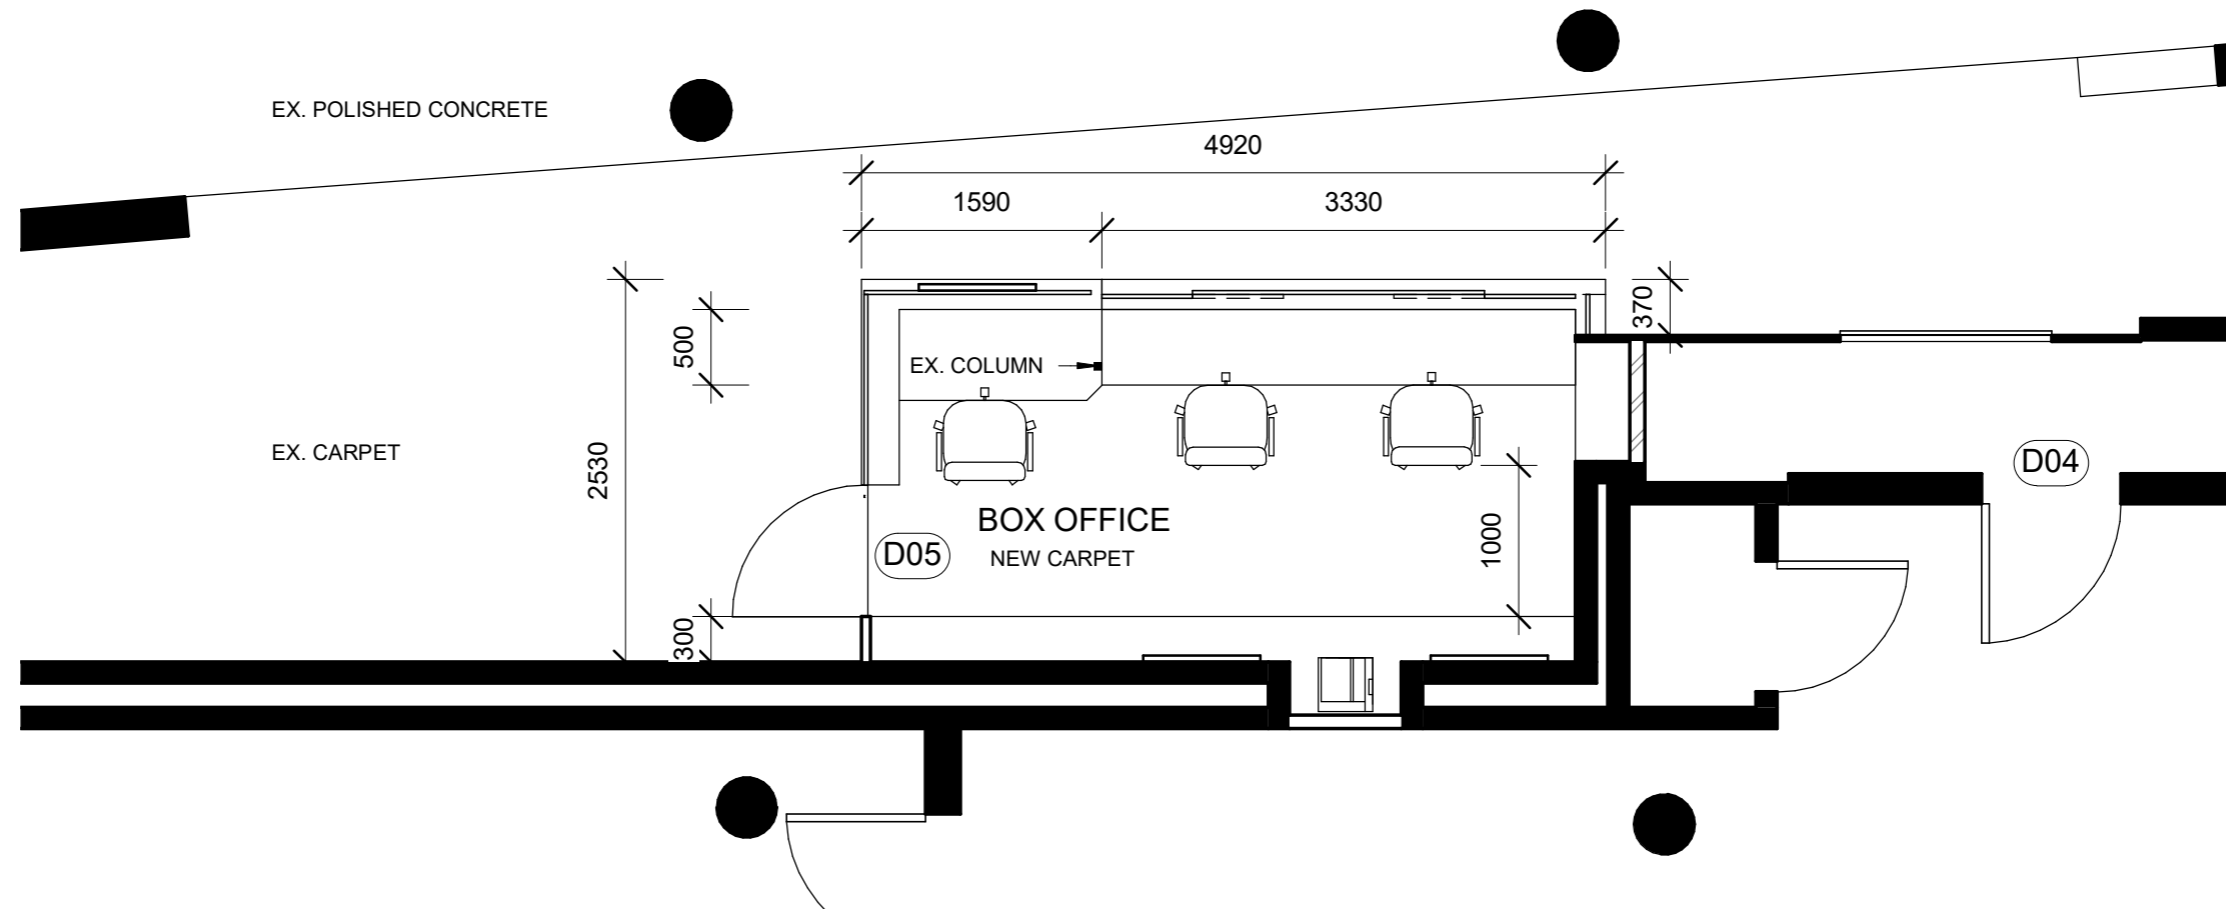 EX. POLISHED CONCRETE
4920
1590
3330
370
500
EX. COLUMN
EX. CARPET
2530
D04
BOX OFFICE
D05
NEW CARPET
1000
300